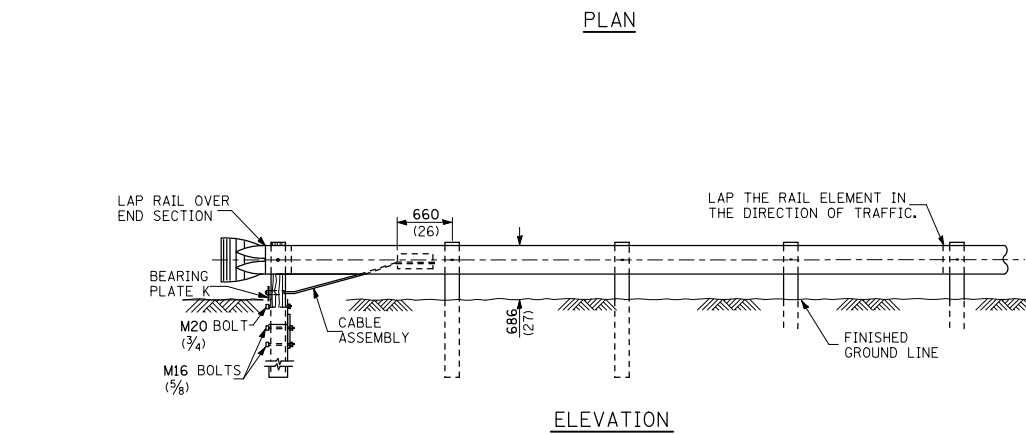 PLAN
LAP RAIL OVER
END SECTION
660
(26)
LAP THE RAIL ELEMENT IN
THE DIRECTION OF TRAFFIC.
BEARING
PLATE K
M20 BOLT
(3/4)
M16 BOLTS
(5/8)
CABLE
ASSEMBLY
686
(27)
FINISHED
GROUND LINE
ELEVATION